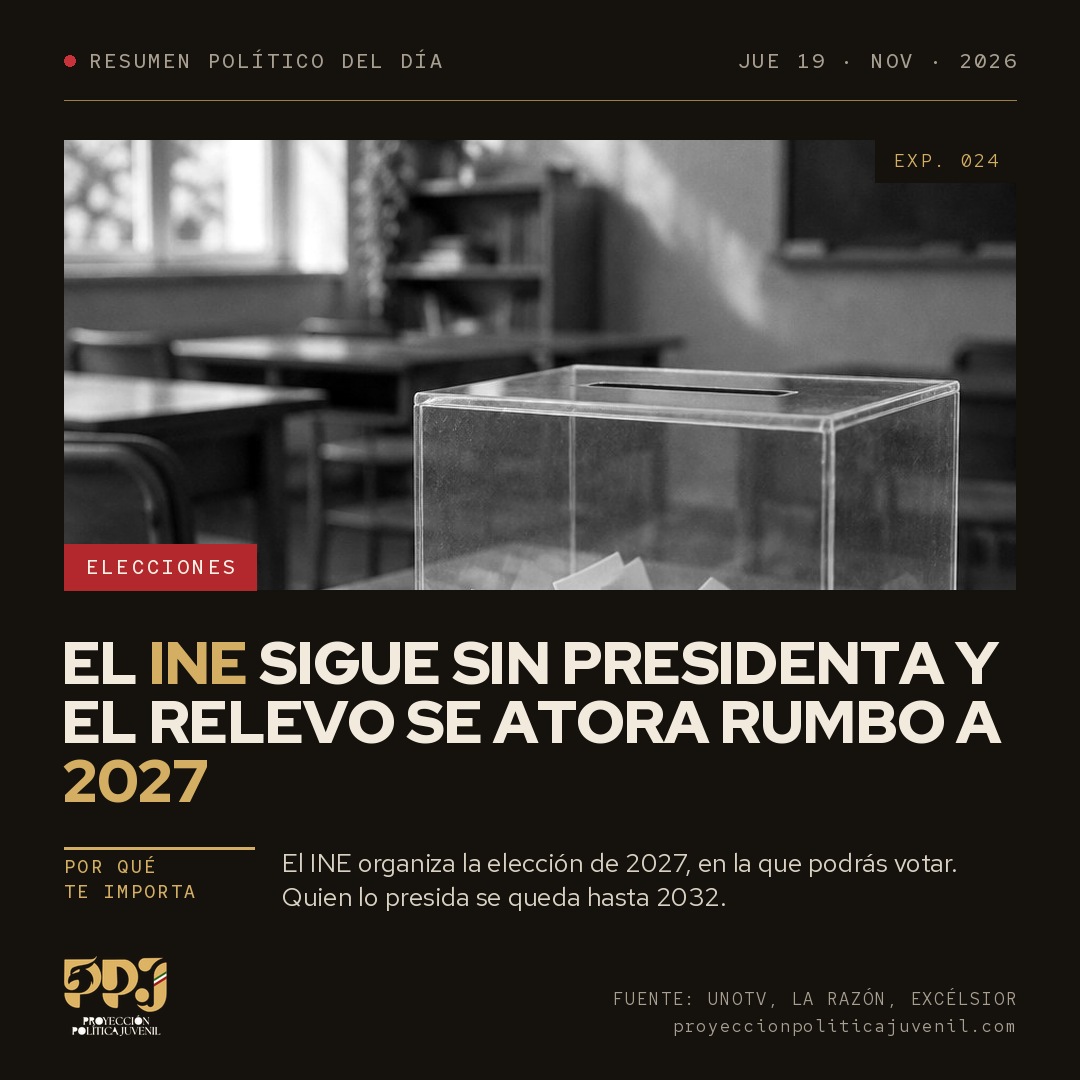 RESUMEN POLÍTICO DEL DÍA
JUE 19 · NOV · 2026
EXP. 024
ELECCIONES
EL INE SIGUE SIN PRESIDENTA Y
EL RELEVO SE ATORA RUMBO A
2027
POR QUÉ
TE IMPORTA
El INE organiza la elección de 2027, en la que podrás votar.
Quien lo presida se queda hasta 2032.
PPJ
PROYECCIÓN
POLÍTICA JUVENIL
FUENTE: UNOTV, LA RAZÓN, EXCÉLSIOR
proyeccionpoliticajuvenil.com